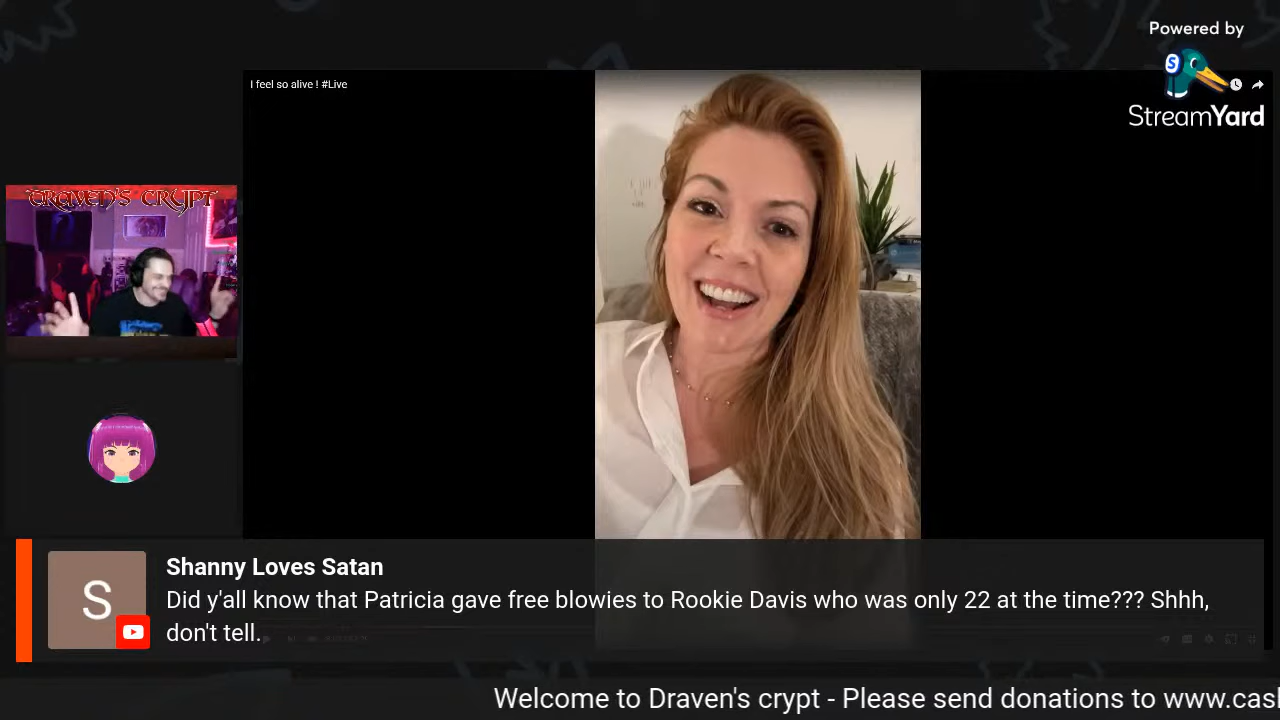 Powered by
I feel so alive ! #Live
StreamYard
DRAVEN'S CRYPT
Shanny Loves Satan
S
Did y'all know that Patricia gave free blowies to Rookie Davis who was only 22 at the time??? Shhh,
don't tell.
Welcome to Draven's crypt - Please send donations to www.cas